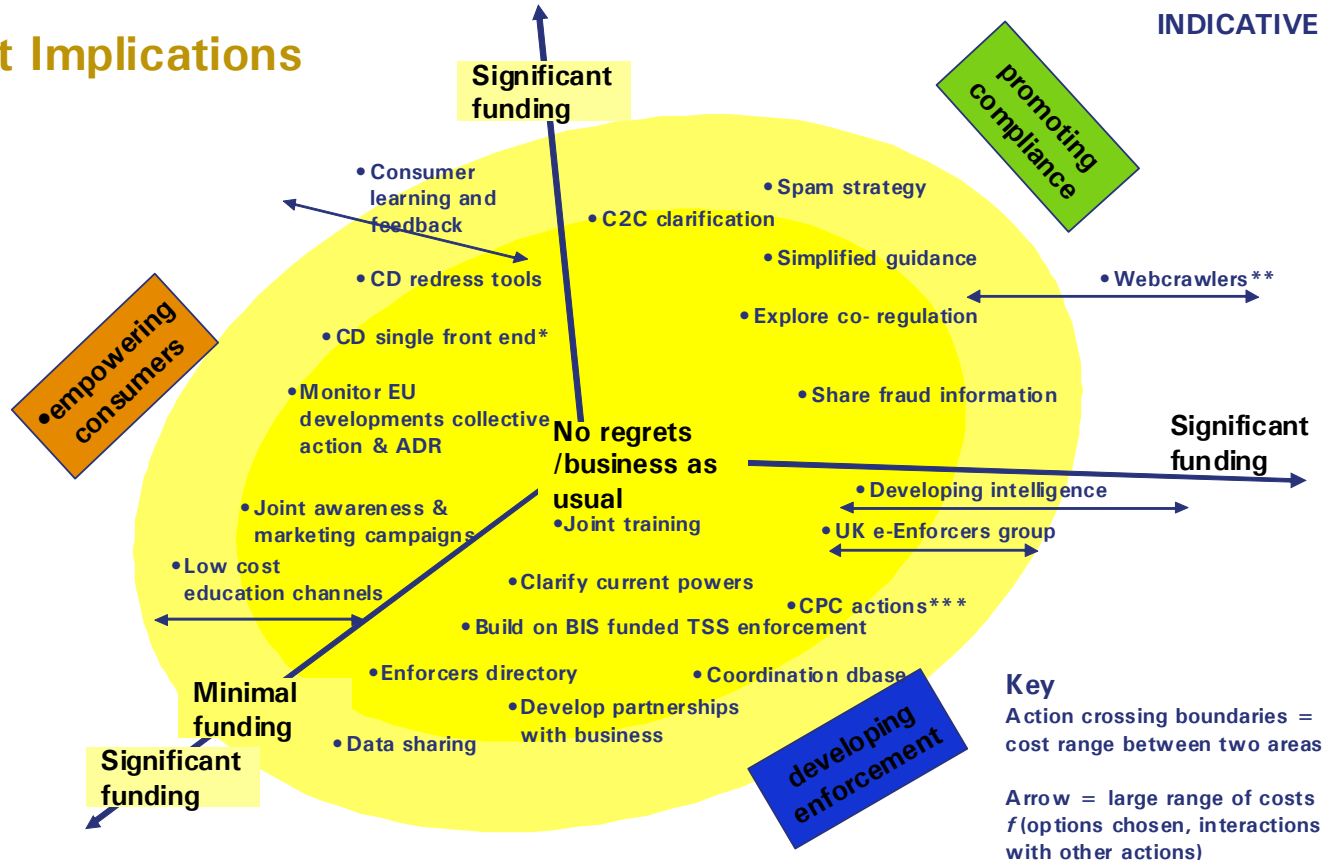 t Implications
INDICATIVE
Significant
funding
promoting
compliance
• Consumer
learning and
feedback
• Spam strategy
• C2C clarification
• Simplified guidance
• CD redress tools
• Webcrawlers**
• Explore co- regulation
• CD single front end*
•empowering
consumers
•Monitor EU
developments collective
action & ADR
• Share fraud information
No regrets
/business as
usual
Significant
funding
• Developing intelligence
• Joint awareness &
marketing campaigns
•Joint training
• UK e-Enforcers group
•Low cost
education channels
•Clarify current powers
•CPC actions***
•Build on BIS funded TSS enforcement
•Enforcers directory
• Coordination dbase
Minimal
funding
•Develop partnerships
with business
• Data sharing
Significant
funding
developing
enforcement
Key
Action crossing boundaries =
cost range between two areas
Arrow = large range of costs
f (options chosen, interactions
with other actions)